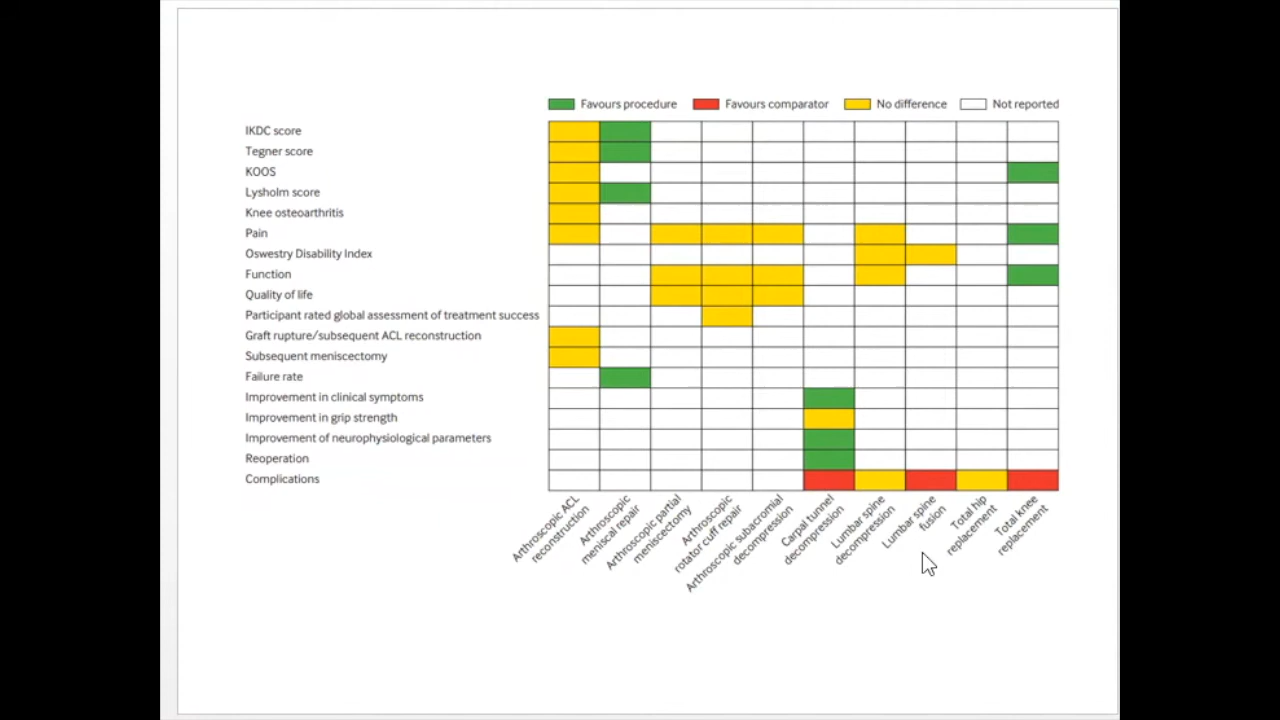 Favours procedure
Favours comparator
No difference
Not reported
IKDC score
Tegner score
KOOS
Lysholm score
Knee osteoarthritis
Pain
Oswestry Disability Index
Function
Quality of life
Participant rated global assessment of treatment success
Graft rupture/subsequent ACL reconstruction
Subsequent meniscectomy
Failure rate
Improvement in clinical symptoms
Improvement in grip strength
Improvement of neurophysiological parameters
Reoperation
Complications
Arthroscopic ACL
reconstruction
Arthroscopic
meniscal repair
Arthroscopic partial
meniscectomy
Arthroscopic
rotator cuff repair
Arthroscopic subacromial
decompression
Carpal tunnel
decompression
Lumbar spine
decompression
Lumbar spine
fusion
Total hip
replacement
Total knee
replacement